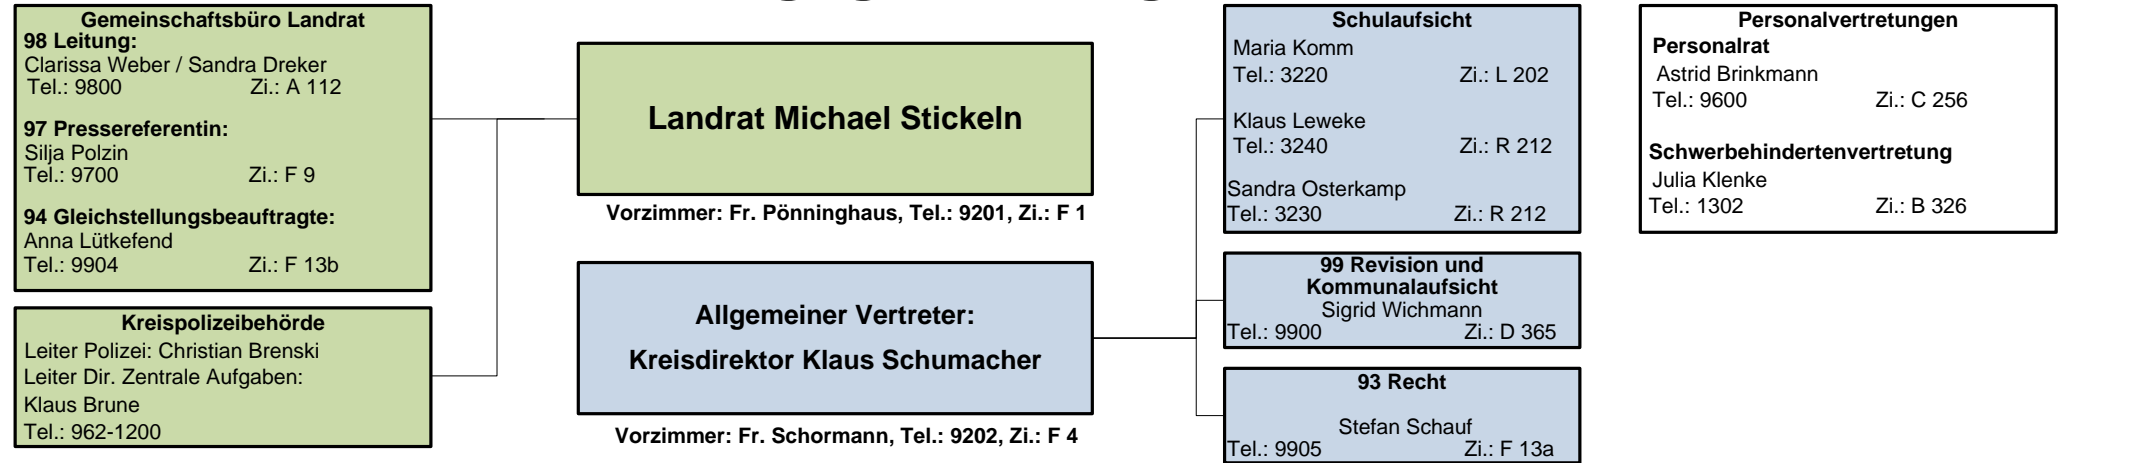 Gemeinschaftsbüro Landrat
98 Leitung:
Clarissa Weber / Sandra Dreker
Tel.: 9800 Zi.: A 112
97 Pressereferentin:
Silja Polzin
Tel.: 9700 Zi.: F 9
94 Gleichstellungsbeauftragte:
Anna Lütkefend
Tel.: 9904 Zi.: F 13b
Kreispolizeibehörde
Leiter Polizei: Christian Brenski
Leiter Dir. Zentrale Aufgaben:
Klaus Brune
Tel.: 962-1200
Landrat Michael Stickeln
Vorzimmer: Fr. Pönninghaus, Tel.: 9201, Zi.: F 1
Allgemeiner Vertreter:
Kreisdirektor Klaus Schumacher
Vorzimmer: Fr. Schormann, Tel.: 9202, Zi.: F 4
Schulaufsicht
Maria Komm
Tel.: 3220 Zi.: L 202
Klaus Leweke
Tel.: 3240 Zi.: R 212
Sandra Osterkamp
Tel.: 3230 Zi.: R 212
99 Revision und
Kommunalaufsicht
Sigrid Wichmann
Tel.: 9900 Zi.: D 365
93 Recht
Stefan Schauf
Tel.: 9905 Zi.: F 13a
Personalvertretungen
Personalrat
Astrid Brinkmann
Tel.: 9600 Zi.: C 256
Schwerbehindertenvertretung
Julia Klenke
Tel.: 1302 Zi.: B 326